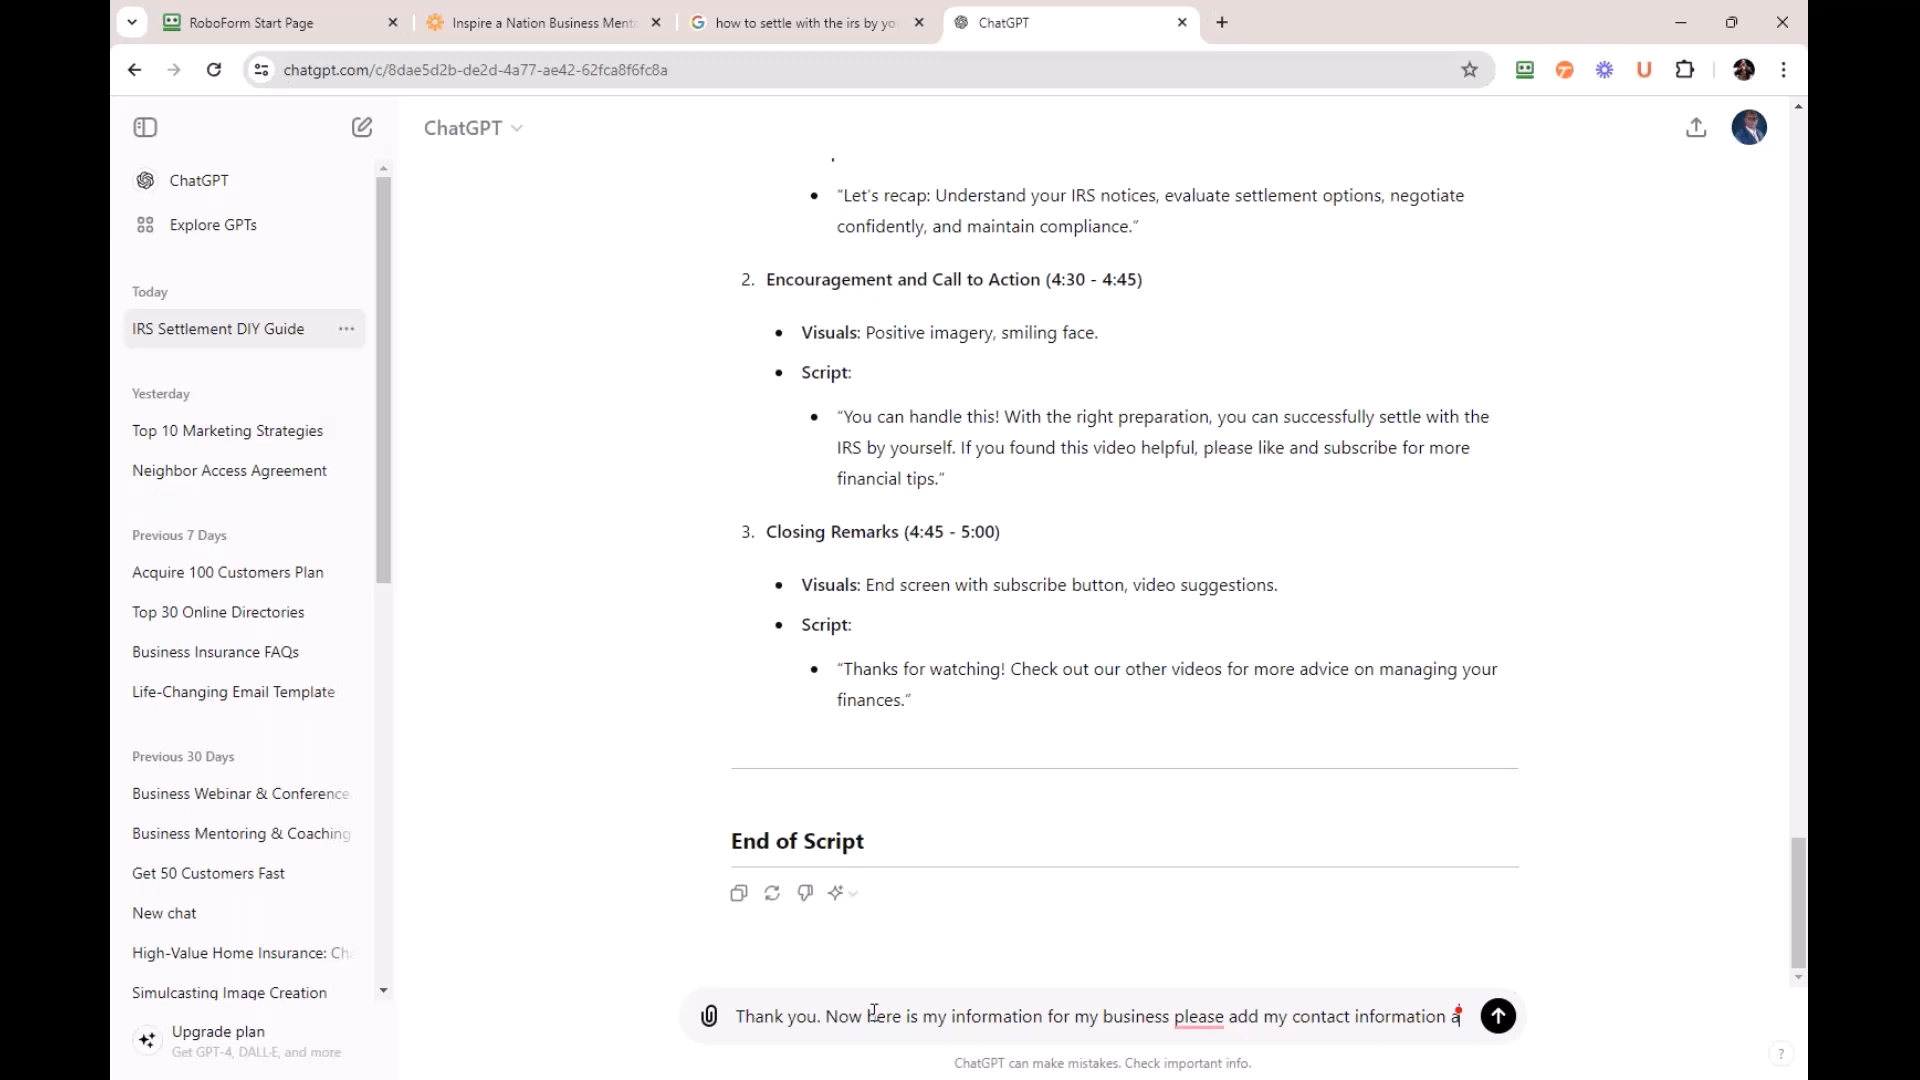 RoboForm Start Page
Inspire a Nation Business Ment
how to settle with the irs by yo
ChatGPT
chatgpt.com/c/8dae5d2b-de2d-4a77-ae42-62fca8f6fc8a
ChatGPT
ChatGPT
Explore GPTs
Today
IRS Settlement DIY Guide
Yesterday
Top 10 Marketing Strategies
Neighbor Access Agreement
Previous 7 Days
Acquire 100 Customers Plan
Top 30 Online Directories
Business Insurance FAQs
Life-Changing Email Template
Previous 30 Days
Business Webinar & Conference
Business Mentoring & Coaching
Get 50 Customers Fast
New chat
High-Value Home Insurance: Cha
Simulcasting Image Creation
Upgrade plan
Get GPT-4, DALL·E, and more
• “Let’s recap: Understand your IRS notices, evaluate settlement options, negotiate
confidently, and maintain compliance.”
2. Encouragement and Call to Action (4:30 - 4:45)
• Visuals: Positive imagery, smiling face.
• Script:
• “You can handle this! With the right preparation, you can successfully settle with the
IRS by yourself. If you found this video helpful, please like and subscribe for more
financial tips.”
3. Closing Remarks (4:45 - 5:00)
• Visuals: End screen with subscribe button, video suggestions.
• Script:
• “Thanks for watching! Check out our other videos for more advice on managing your
finances.”
End of Script
Thank you. Now here is my information for my business please add my contact information a
ChatGPT can make mistakes. Check important info.
?